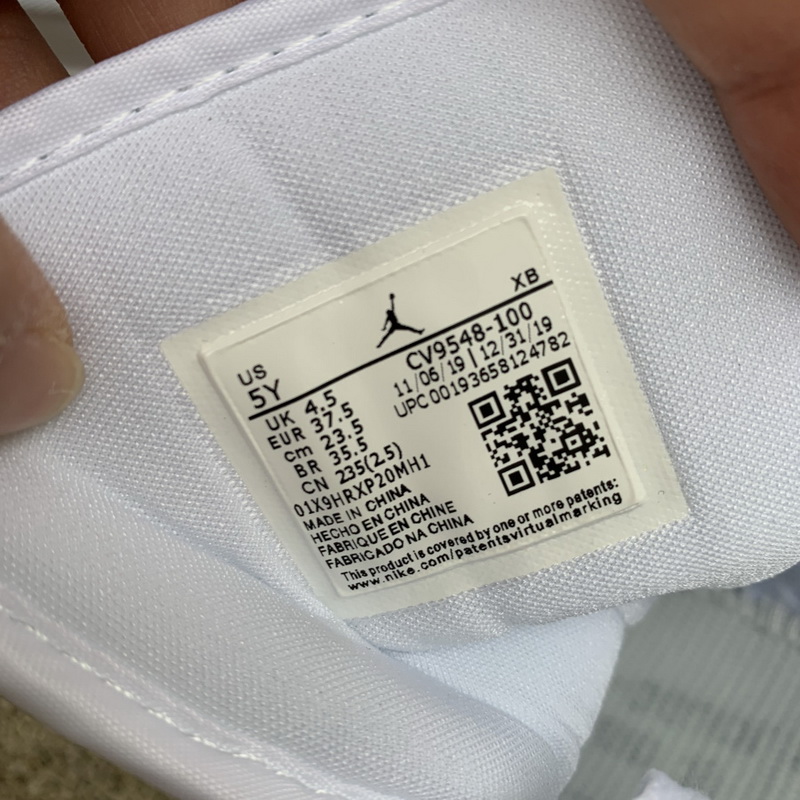 XB
US
5Y
CV9548-100
11/06/19 | 12/31/19
UPC 00193658124782
UK 4.5
EUR 37.5
cm 23.5
BR 35.5
CN 235(2.5)
01X9HRXP20MH1
MADE IN CHINA
HECHO EN CHINA
FABRIQUE EN CHINE
FABRICADO NA CHINA
This product is covered by one or more patents:
www.nike.com/patentsvirtualmarking